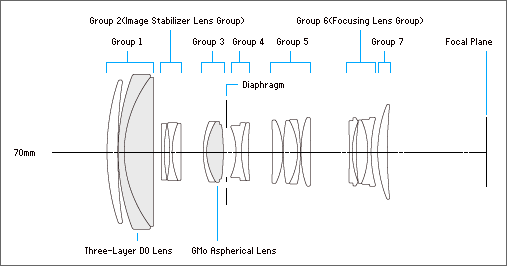 Group 2(Image Stabilizer Lens Group) Group 6(Focusing Lens Group)
Group 1 Group 3 Group 4 Group 5 Group 7 Focal Plane
Diaphragm
70mm
Three-Layer DO Lens GMo Aspherical Lens